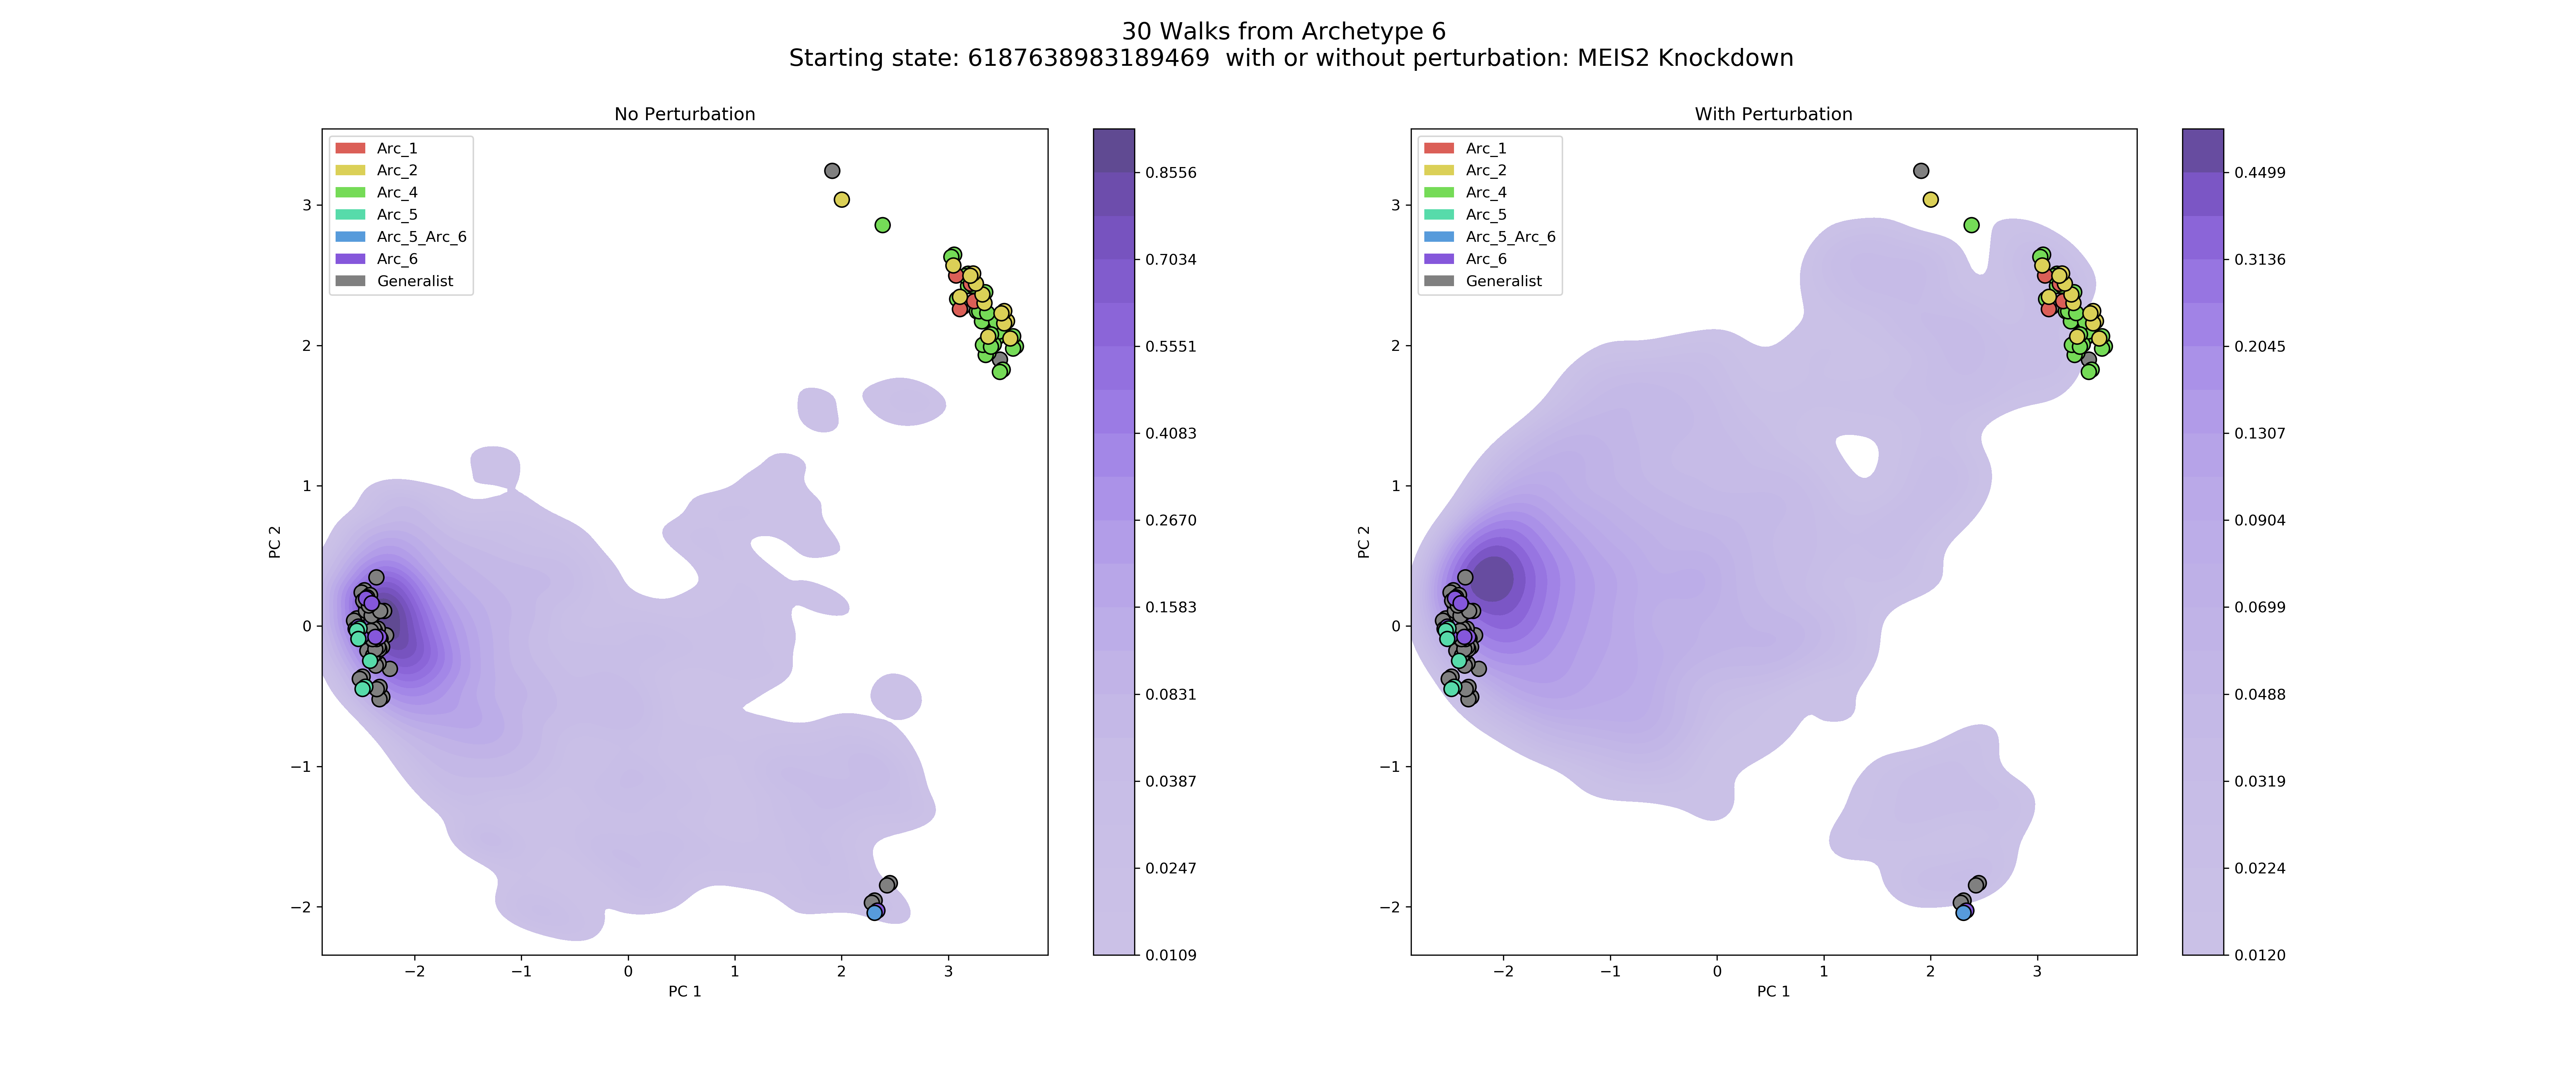 30 Walks from Archetype 6
Starting state: 6187638983189469  with or without perturbation: MEIS2 Knockdown
No Perturbation
Arc_1
Arc_2
Arc_4
Arc_5
Arc_5_Arc_6
Arc_6
Generalist
PC 2
3
2
1
0
−1
−2
−2
−1
0
1
2
3
PC 1
0.8556
0.7034
0.5551
0.4083
0.2670
0.1583
0.0831
0.0387
0.0247
0.0109
With Perturbation
Arc_1
Arc_2
Arc_4
Arc_5
Arc_5_Arc_6
Arc_6
Generalist
PC 2
3
2
1
0
−1
−2
−2
−1
0
1
2
3
PC 1
0.4499
0.3136
0.2045
0.1307
0.0904
0.0699
0.0488
0.0319
0.0224
0.0120